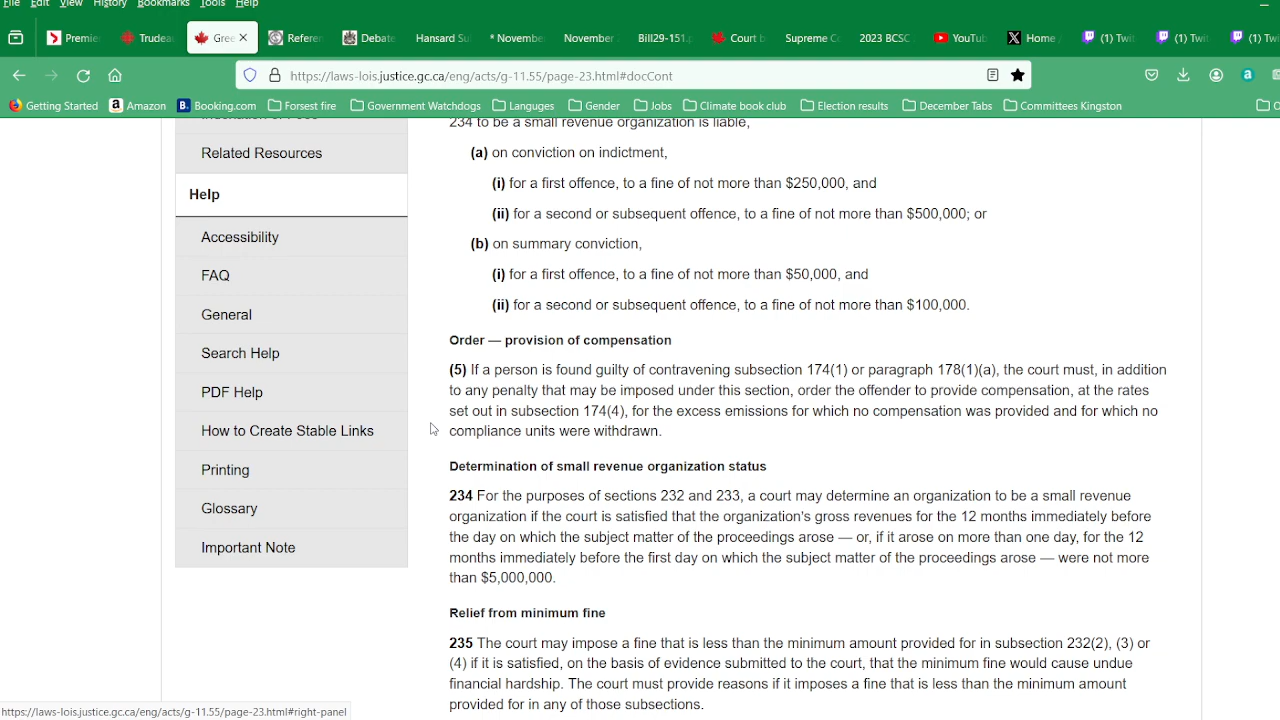 File Edit View History Bookmarks Tools Help
Premie Trudea Gree Referen Debate Hansard Su * Novembe November Bill29-151. Court b Supreme Co 2023 BCSC YouTub Home (1) Twit (1) Twit (1) Twi
https://laws-lois.justice.gc.ca/eng/acts/g-11.55/page-23.html#docCont
Getting Started Amazon Booking.com Forsest fire Government Watchdogs Languges Gender Jobs Climate book club Election results December Tabs Committees Kingston
Related Resources
Help
Accessibility
FAQ
General
Search Help
PDF Help
How to Create Stable Links
Printing
Glossary
Important Note
234 to be a small revenue organization is liable,
(a) on conviction on indictment,
(i) for a first offence, to a fine of not more than $250,000, and
(ii) for a second or subsequent offence, to a fine of not more than $500,000; or
(b) on summary conviction,
(i) for a first offence, to a fine of not more than $50,000, and
(ii) for a second or subsequent offence, to a fine of not more than $100,000.
Order — provision of compensation
(5) If a person is found guilty of contravening subsection 174(1) or paragraph 178(1)(a), the court must, in addition
to any penalty that may be imposed under this section, order the offender to provide compensation, at the rates
set out in subsection 174(4), for the excess emissions for which no compensation was provided and for which no
compliance units were withdrawn.
Determination of small revenue organization status
234 For the purposes of sections 232 and 233, a court may determine an organization to be a small revenue
organization if the court is satisfied that the organization's gross revenues for the 12 months immediately before
the day on which the subject matter of the proceedings arose — or, if it arose on more than one day, for the 12
months immediately before the first day on which the subject matter of the proceedings arose — were not more
than $5,000,000.
Relief from minimum fine
235 The court may impose a fine that is less than the minimum amount provided for in subsection 232(2), (3) or
(4) if it is satisfied, on the basis of evidence submitted to the court, that the minimum fine would cause undue
financial hardship. The court must provide reasons if it imposes a fine that is less than the minimum amount
provided for in any of those subsections.
https://laws-lois.justice.gc.ca/eng/acts/g-11.55/page-23.html#right-panel